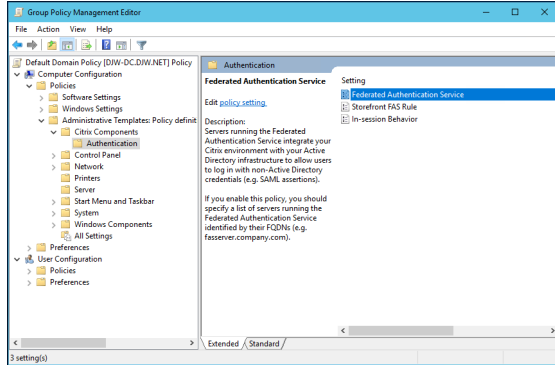 Group Policy Management Editor
File Action View Help
Default Domain Policy [DJW-DC.DJW.NET] Policy
Computer Configuration
Policies
Software Settings
Windows Settings
Administrative Templates: Policy definit
Citrix Components
Authentication
Control Panel
Network
Printers
Server
Start Menu and Taskbar
System
Windows Components
All Settings
Preferences
User Configuration
Policies
Preferences
Authentication
Federated Authentication Service
Edit policy setting
Description:
Servers running the Federated
Authentication Service integrate your
Citrix environment with your Active
Directory infrastructure to allow users
to log in with non-Active Directory
credentials (e.g. SAML assertions).
If you enable this policy, you should
specify a list of servers running the
Federated Authentication Service
identified by their FQDNs (e.g.
fasserver.company.com).
Setting
Federated Authentication Service
Storefront FAS Rule
In-session Behavior
Extended Standard
3 setting(s)